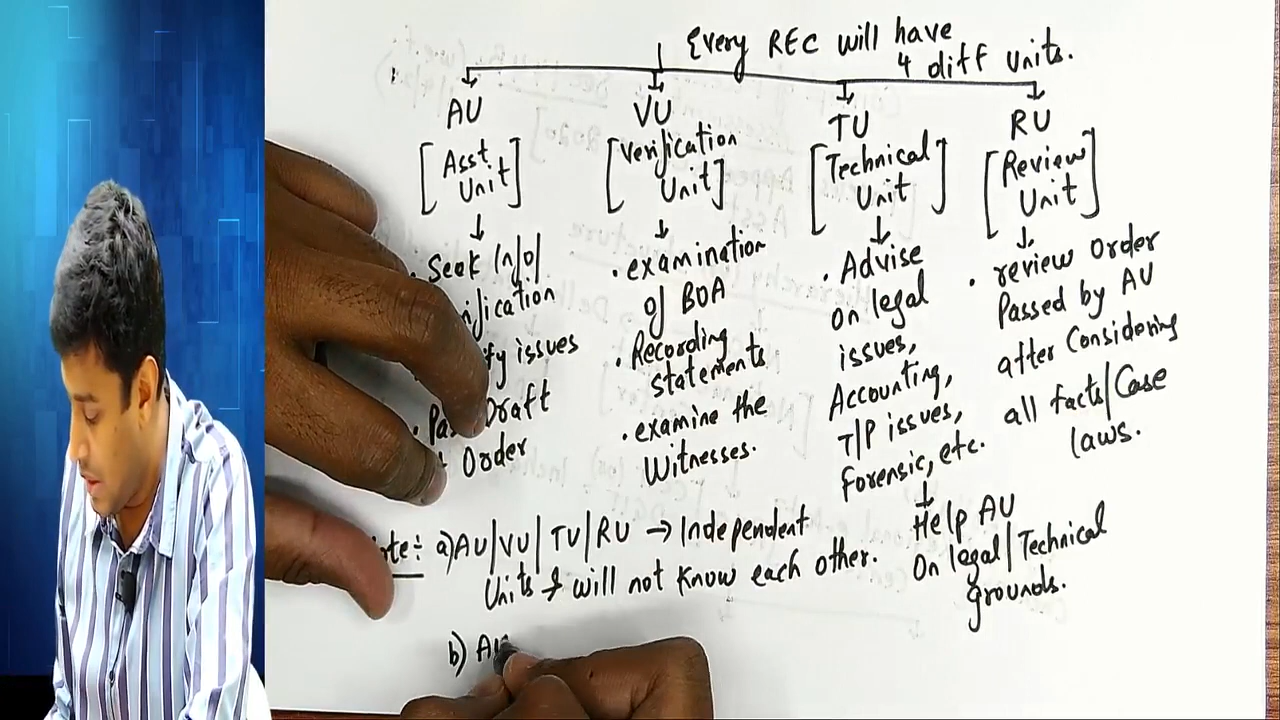 Every REC will have
4 diff units.
AU
[Asst
Unit]
Seek Info/
issues
Draft
Order
VU
[Verification
Unit]
• examination
of BOA
• Recording
statements
• examine the
Witnesses.
TU
[Technical
Unit]
• Advise
on legal
issues,
Accounting,
T/P issues,
Forensic, etc.
Help AU
On legal/Technical
grounds.
RU
[Review
Unit]
• review Order
Passed by AU
after Considering
all facts/Case
laws.
a) AU/VU/TU/RU → Independent
Units & will not know each other.
b)